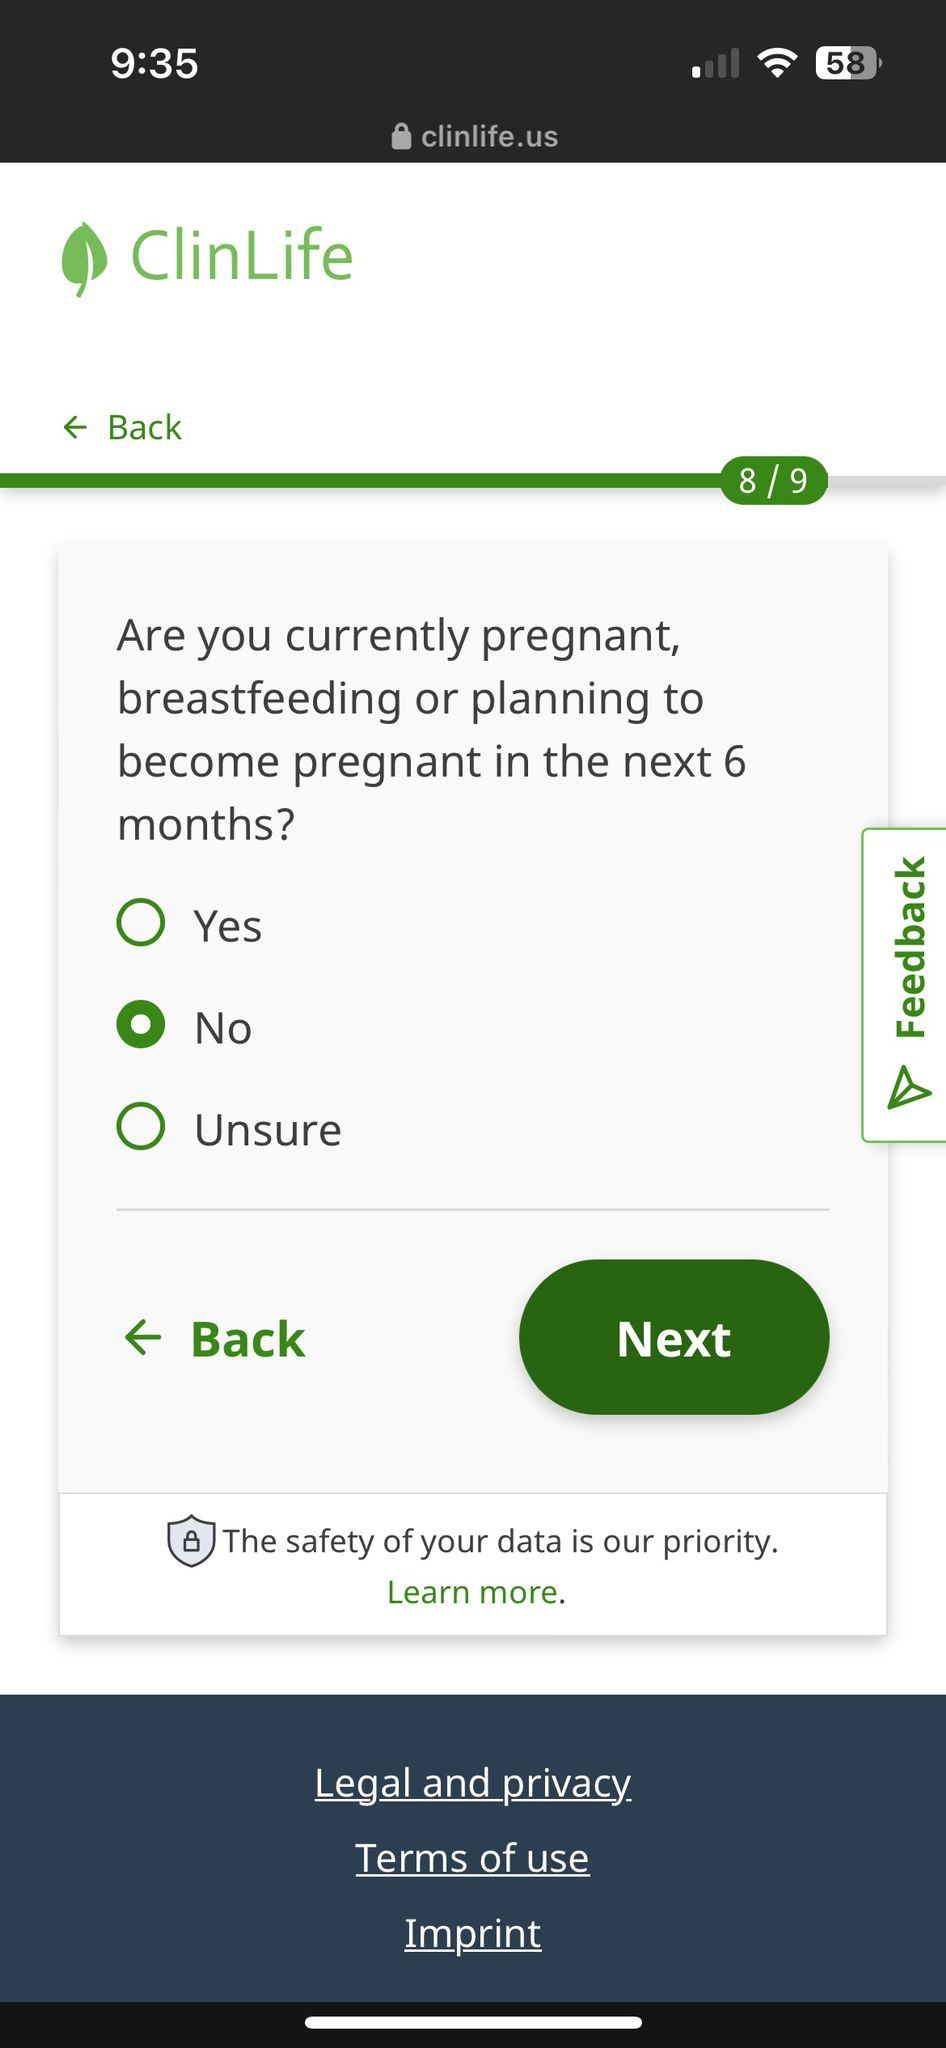 9:35
58
clinlife.us
ClinLife
← Back
8 / 9
Are you currently pregnant,
breastfeeding or planning to
become pregnant in the next 6
months?
Yes
No
Unsure
Feedback
← Back
Next
The safety of your data is our priority.
Learn more.
Legal and privacy
Terms of use
Imprint